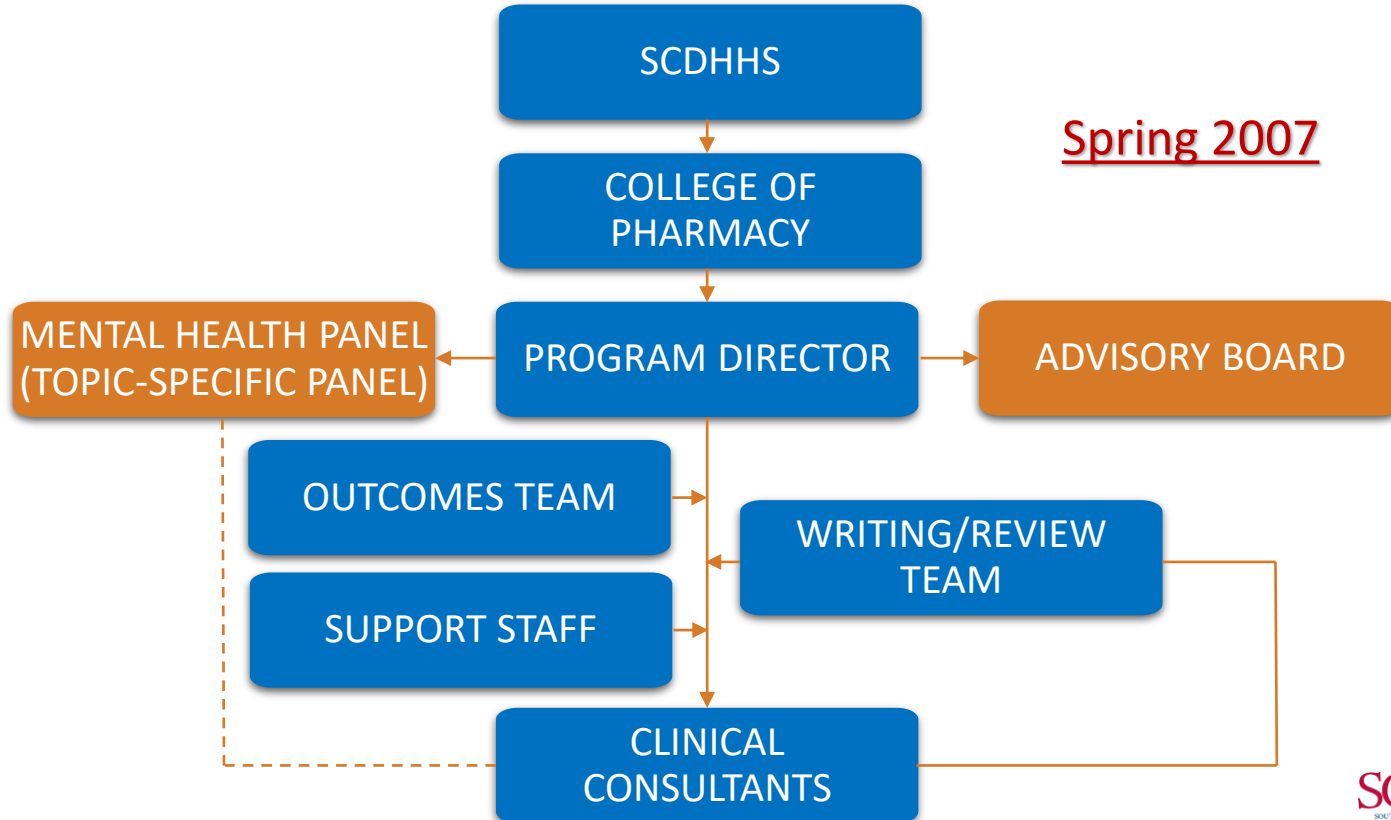 SCDHHS
Spring 2007
COLLEGE OF
PHARMACY
MENTAL HEALTH PANEL
(TOPIC-SPECIFIC PANEL)
PROGRAM DIRECTOR
ADVISORY BOARD
OUTCOMES TEAM
WRITING/REVIEW
TEAM
SUPPORT STAFF
CLINICAL
CONSULTANTS